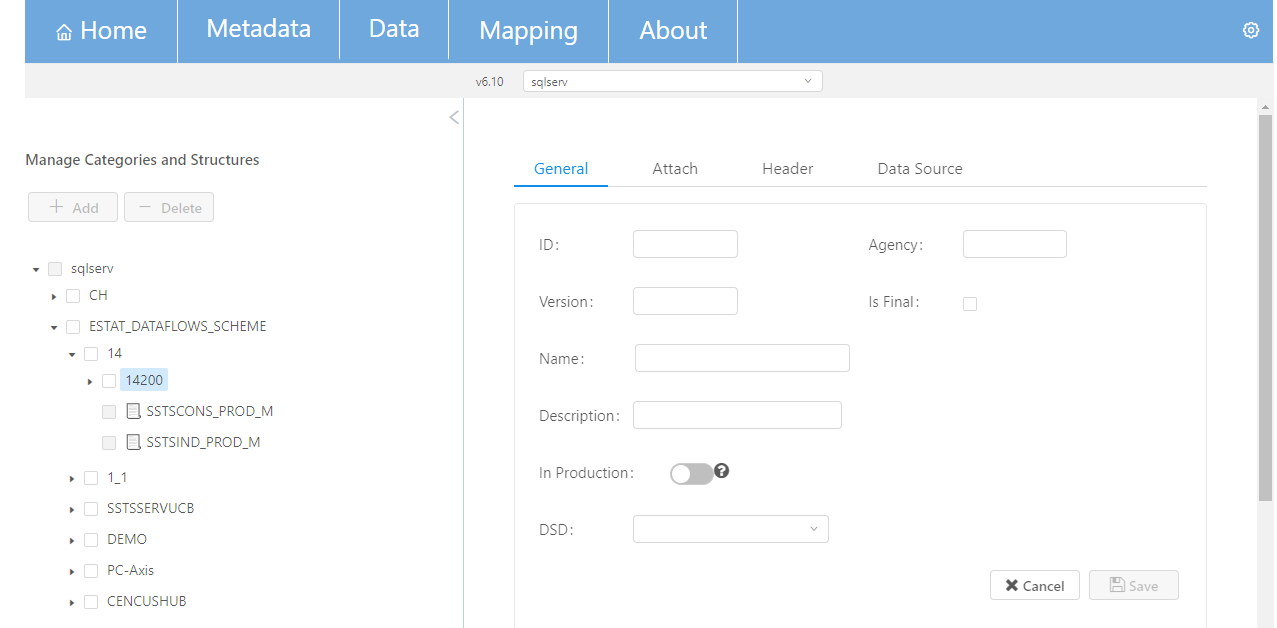 Home Metadata Data Mapping About
v6.10 sqlserv
Manage Categories and Structures
Add Delete
sqlserv
CH
ESTAT_DATAFLOWS_SCHEME
14
14200
SSTSCONS_PROD_M
SSTSIND_PROD_M
1_1
SSTSSERVUCB
DEMO
PC-Axis
CENCUSHUB
General Attach Header Data Source
ID: Agency:
Version: Is Final:
Name:
Description:
In Production: ?
DSD:
Cancel Save